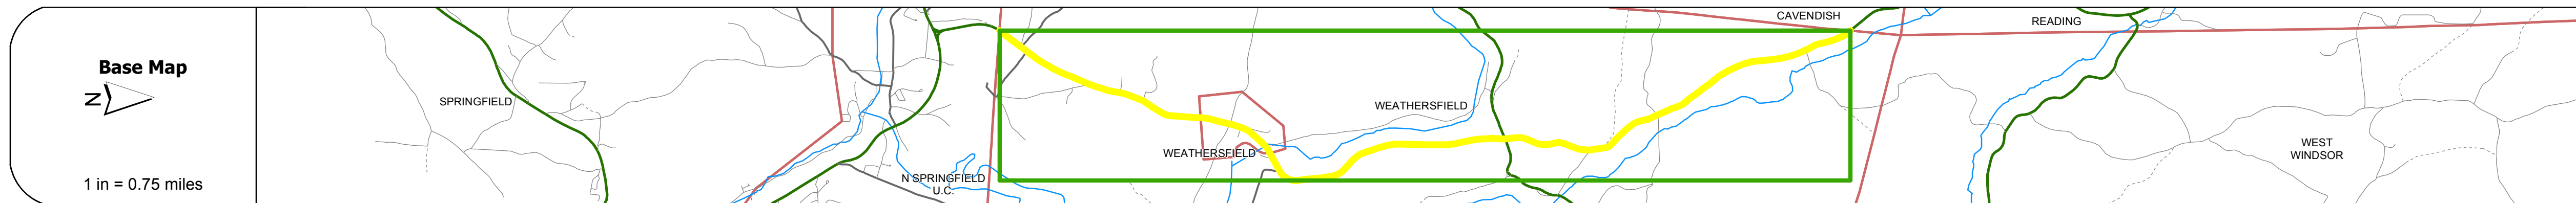 Base Map
N
1 in = 0.75 miles
SPRINGFIELD
N SPRINGFIELD
U.C.
WEATHERSFIELD
WEATHERSFIELD
CAVENDISH
READING
WEST
WINDSOR